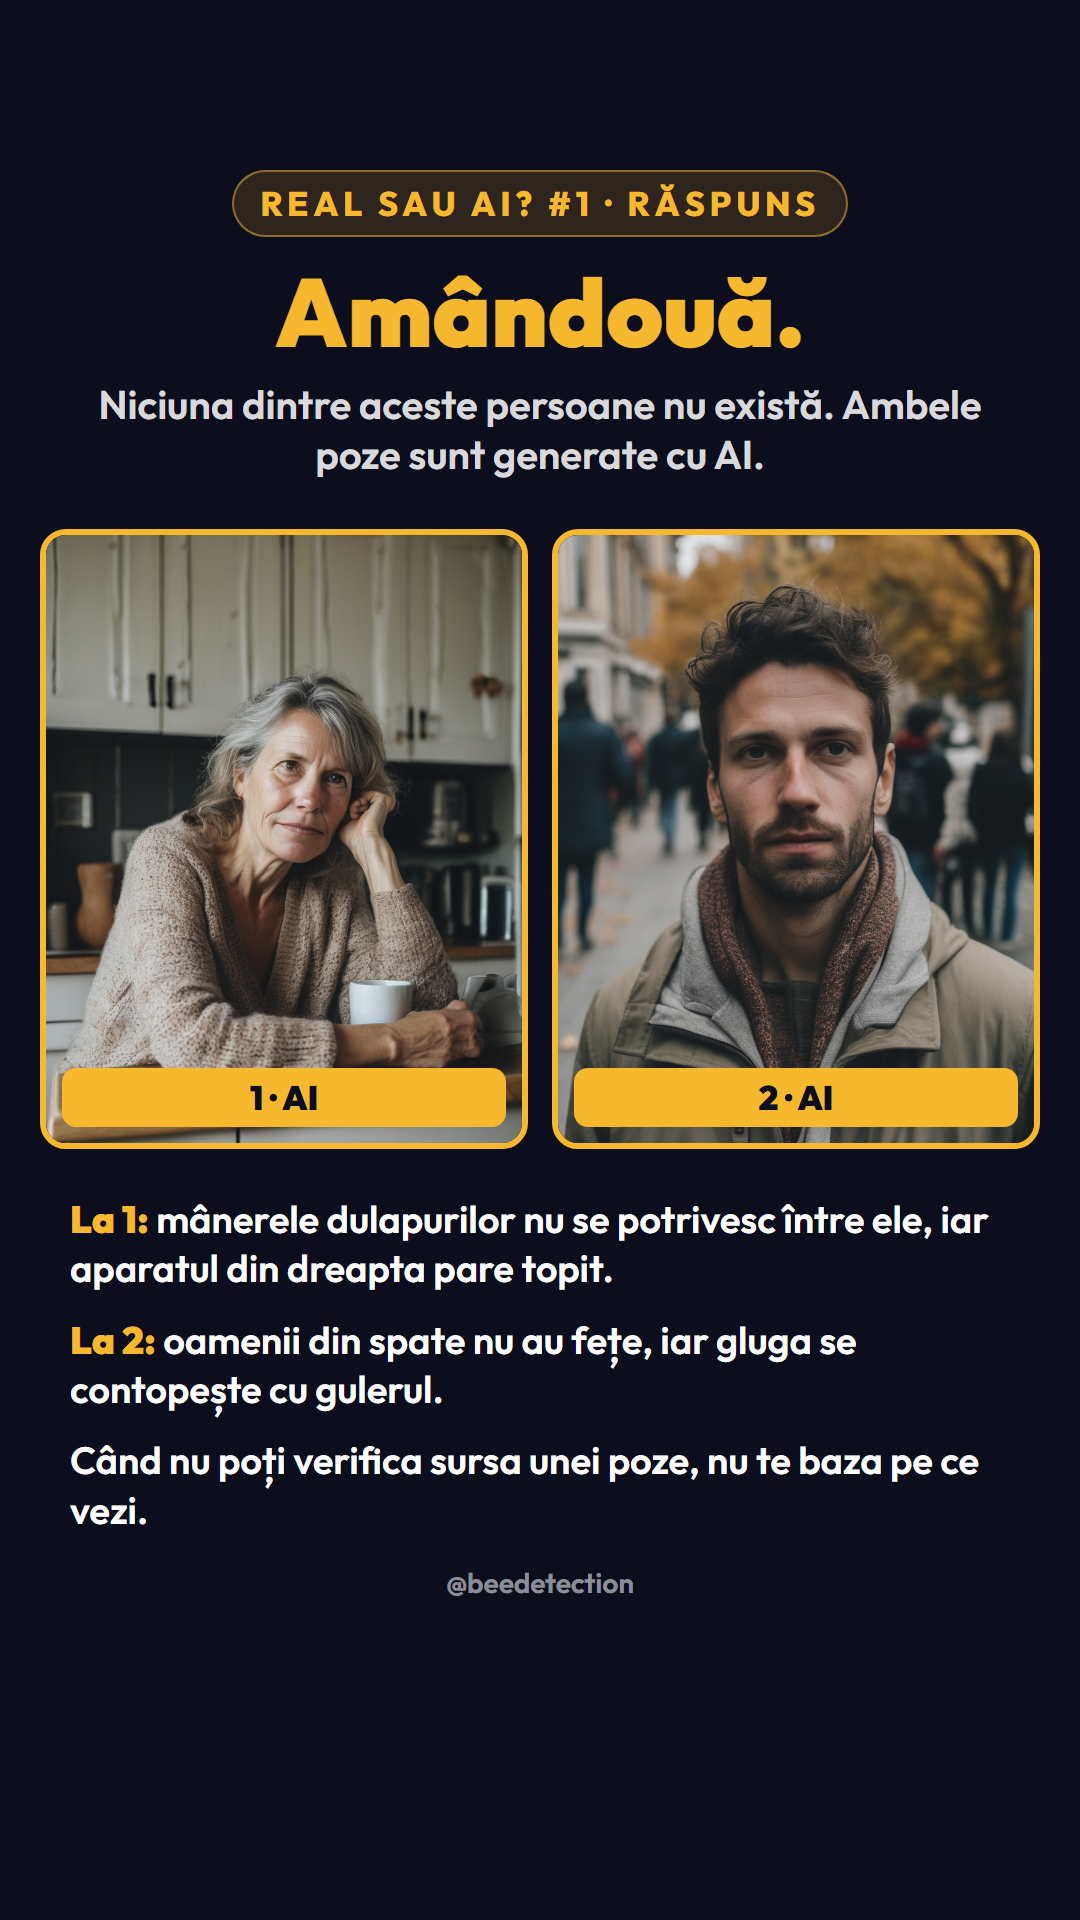 REAL SAU AI? #1 · RĂSPUNS
Amândouă.
Niciuna dintre aceste persoane nu există. Ambele
poze sunt generate cu AI.
1 · AI
2 · AI
La 1: mânerele dulapurilor nu se potrivesc între ele, iar
aparatul din dreapta pare topit.
La 2: oamenii din spate nu au fețe, iar gluga se
contopește cu gulerul.
Când nu poți verifica sursa unei poze, nu te baza pe ce
vezi.
@beedetection